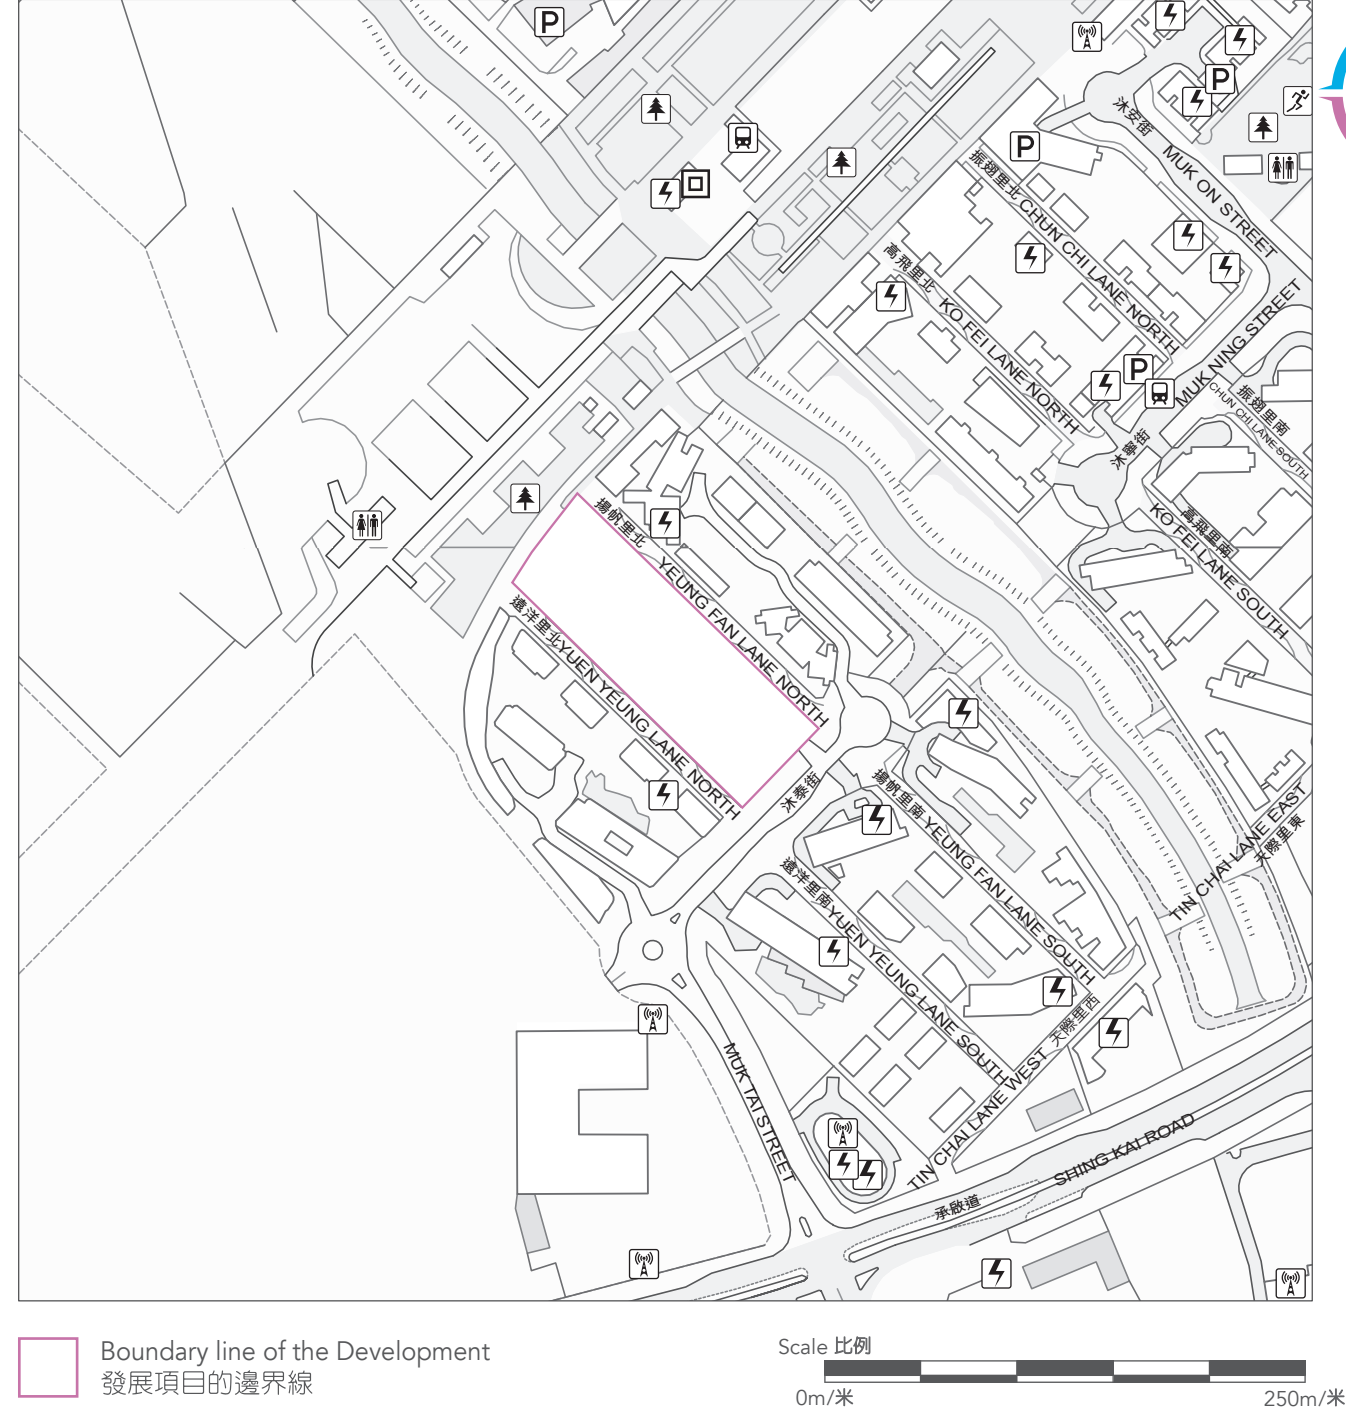 P
P
沐安街
MUK ON STREET
P
振翅里北 CHUN CHI LANE NORTH
高飛里北 KO FEI LANE NORTH
MUK NING STREET
P
振翅里南
CHUN CHI LANE SOUTH
沐寧街
高飛里南
KO FEI LANE SOUTH
揚帆里北 YEUNG FAN LANE NORTH
遠洋里北 YUEN YEUNG LANE NORTH
沐泰街
揚帆里南 YEUNG FAN LANE SOUTH
遠洋里南 YUEN YEUNG LANE SOUTH
TIN CHAI LANE EAST
天際里東
TIN CHAI LANE WEST 天際里西
MUK TAI STREET
SHING KAI ROAD
承啟道
Boundary line of the Development
發展項目的邊界線
Scale 比例
0m/米 250m/米